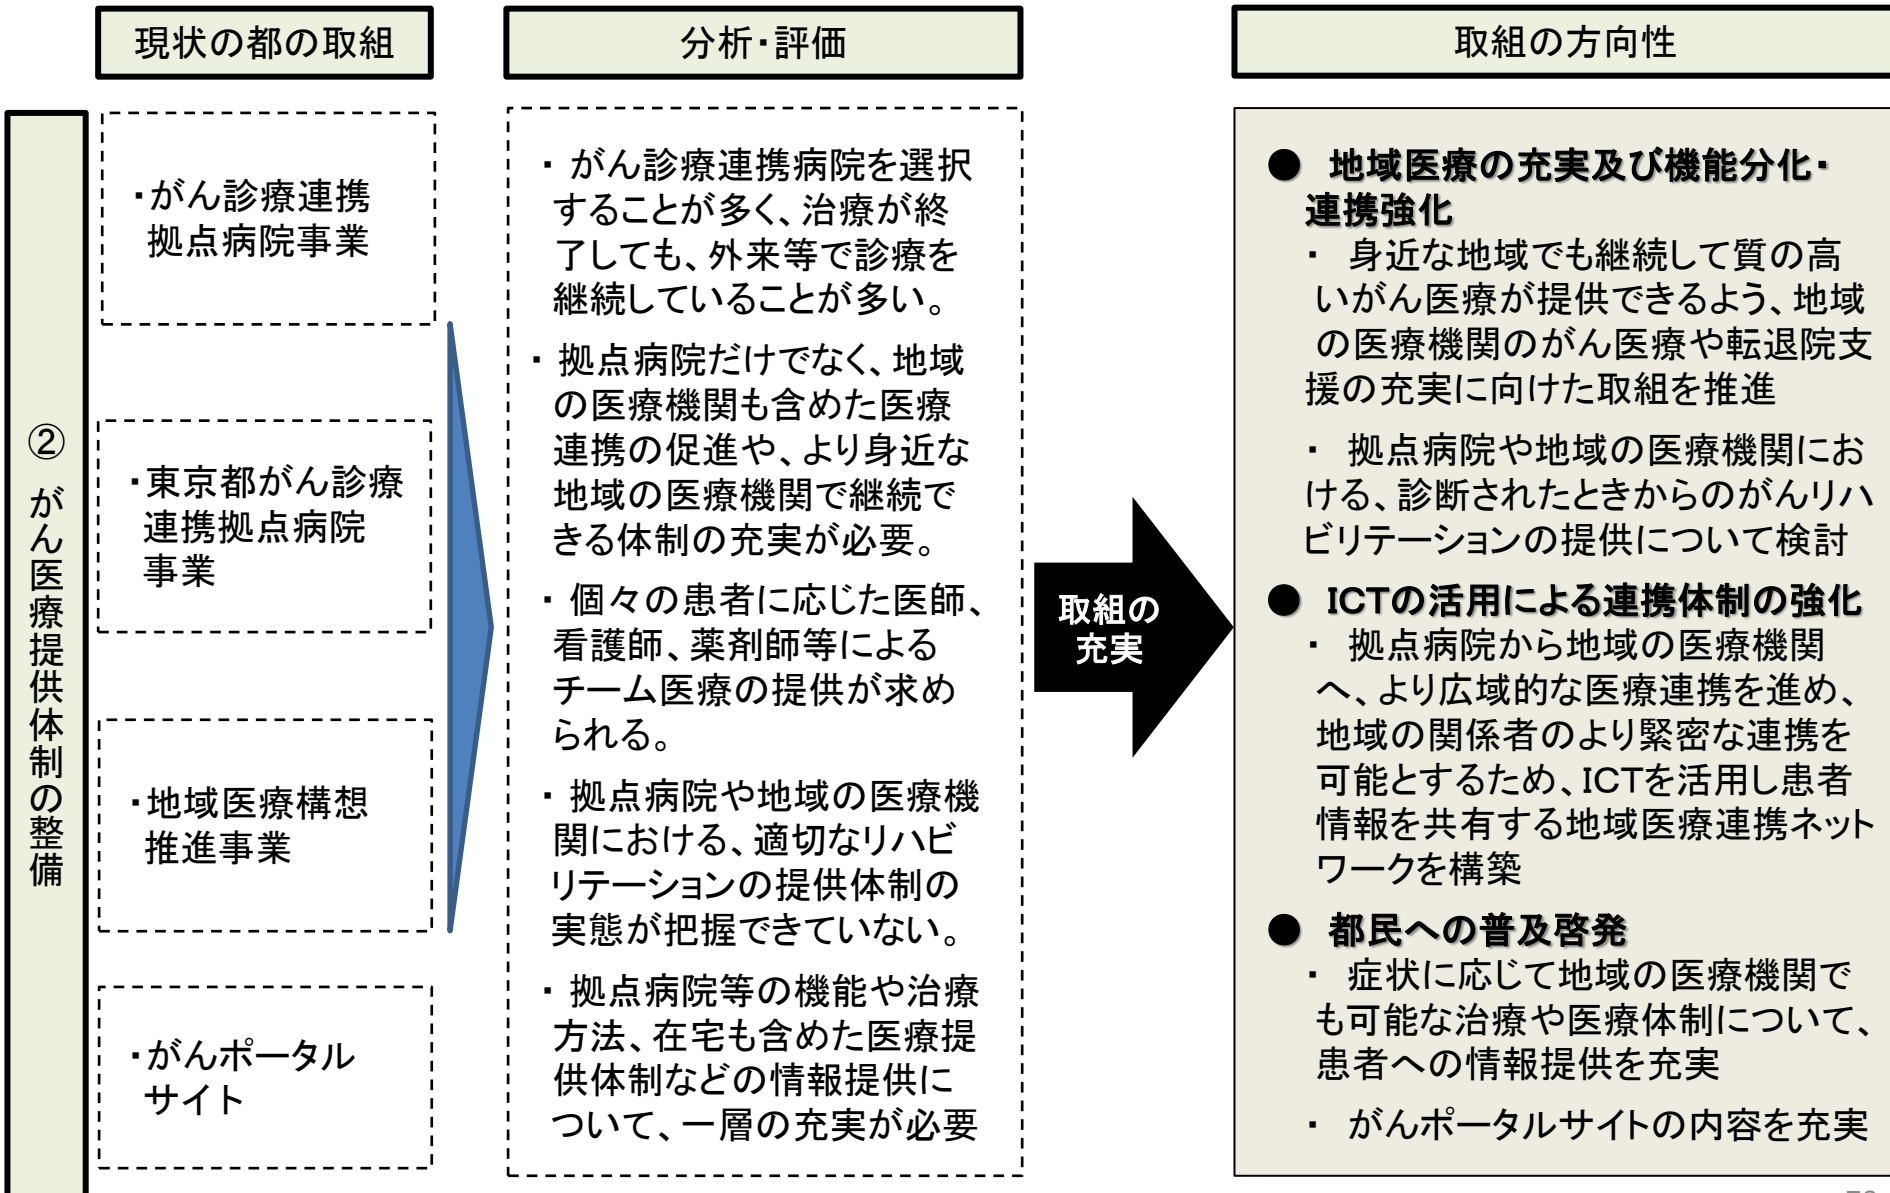 現状の都の取組
分析・評価
取組の方向性
② がん医療提供体制の整備
・がん診療連携
拠点病院事業
・東京都がん診療
連携拠点病院
事業
・地域医療構想
推進事業
・がんポータル
サイト
・ がん診療連携病院を選択
することが多く、治療が終
了しても、外来等で診療を
継続していることが多い。
・ 拠点病院だけでなく、地域
の医療機関も含めた医療
連携の促進や、より身近な
地域の医療機関で継続で
きる体制の充実が必要。
・ 個々の患者に応じた医師、
看護師、薬剤師等による
チーム医療の提供が求め
られる。
・ 拠点病院や地域の医療機
関における、適切なリハビ
リテーションの提供体制の
実態が把握できていない。
・ 拠点病院等の機能や治療
方法、在宅も含めた医療提
供体制などの情報提供に
ついて、一層の充実が必要
取組の
充実
● 地域医療の充実及び機能分化・
連携強化
・ 身近な地域でも継続して質の高
いがん医療が提供できるよう、地域
の医療機関のがん医療や転退院支
援の充実に向けた取組を推進
・ 拠点病院や地域の医療機関にお
ける、診断されたときからのがんリハ
ビリテーションの提供について検討
● ICTの活用による連携体制の強化
・ 拠点病院から地域の医療機関
へ、より広域的な医療連携を進め、
地域の関係者のより緊密な連携を
可能とするため、ICTを活用し患者
情報を共有する地域医療連携ネット
ワークを構築
● 都民への普及啓発
・ 症状に応じて地域の医療機関で
も可能な治療や医療体制について、
患者への情報提供を充実
・ がんポータルサイトの内容を充実